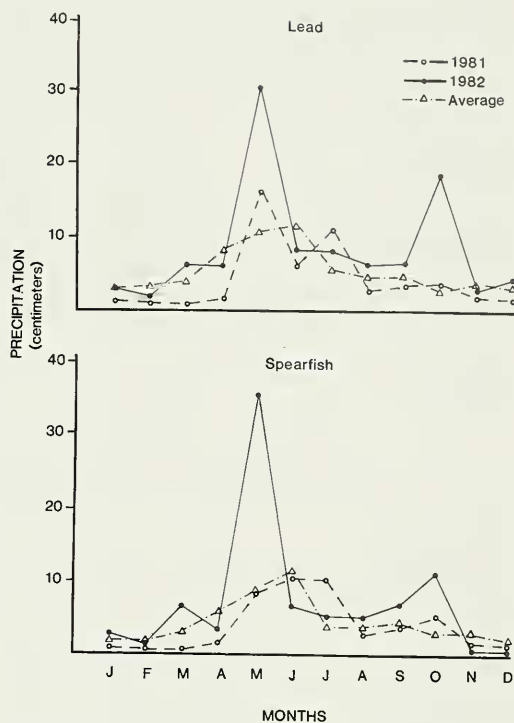 Lead
1981
1982
Average
40
30
20
10
PRECIPITATION
(centimeters)
Spearfish
40
30
20
10
J F M A M J J A S O N D
MONTHS